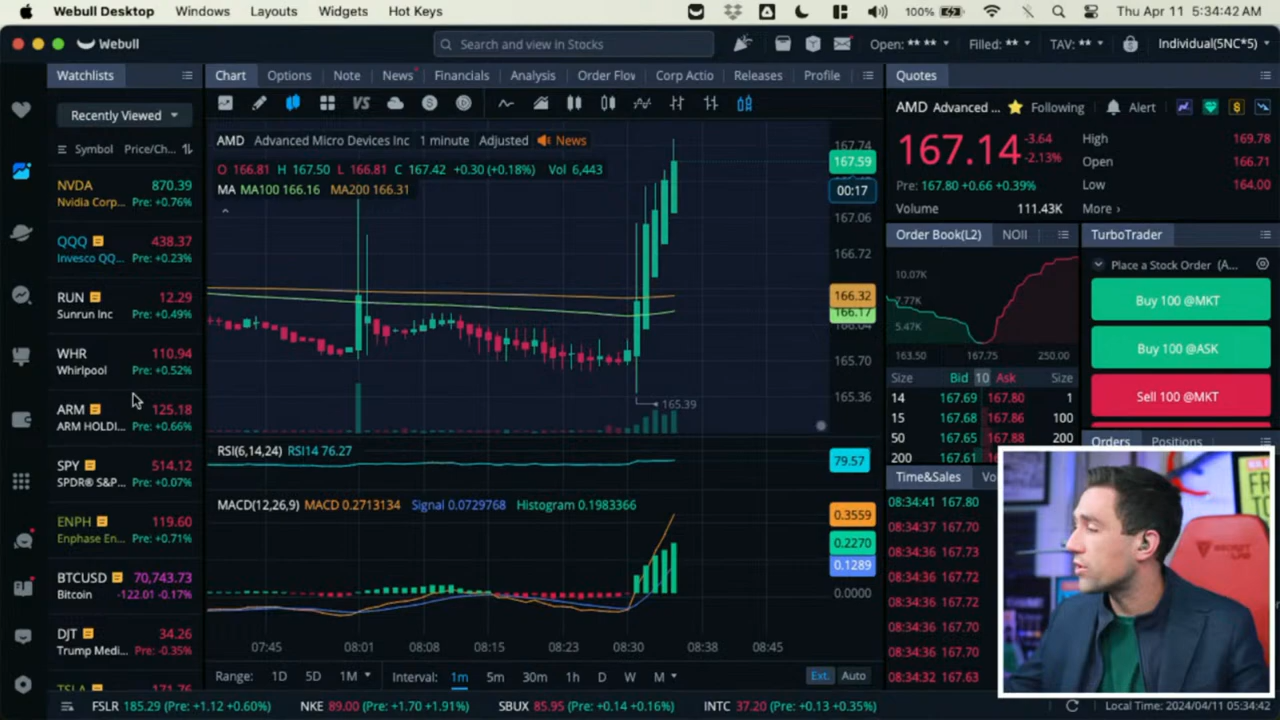 Webull Desktop Windows Layouts Widgets Hot Keys 100% Thu Apr 11 5:34:42 AM
Webull Search and view in Stocks Open: ** ** Filled: ** TAV: ** Individual(5NC*5)
Watchlists
Recently Viewed
Symbol Price/Ch...
NVDA 870.39
Nvidia Corp... Pre: +0.76%
QQQ 438.37
Invesco QQ... Pre: +0.23%
RUN 12.29
Sunrun Inc Pre: +0.49%
WHR 110.94
Whirlpool Pre: +0.52%
ARM 125.18
ARM HOLDI... Pre: +0.66%
SPY 514.12
SPDR® S&P... Pre: +0.07%
ENPH 119.60
Enphase En... Pre: +0.71%
BTCUSD 70,743.73
Bitcoin -122.01 -0.17%
DJT 34.26
Trump Medi... Pre: -0.35%
TSLA 171.76
Chart Options Note News Financials Analysis Order Flow Corp Actio Releases Profile
VS
AMD Advanced Micro Devices Inc 1 minute Adjusted News
O 166.81 H 167.50 L 166.81 C 167.42 +0.30 (+0.18%) Vol 6,443
MA MA100 166.16 MA200 166.31
167.74
167.59
00:17
167.06
166.72
166.32
166.17
166.04
165.70
165.36
165.39
RSI(6,14,24) RSI14 76.27
79.57
MACD(12,26,9) MACD 0.2713134 Signal 0.0729768 Histogram 0.1983366
0.3559
0.2270
0.1289
0.0000
07:45 08:01 08:08 08:15 08:23 08:30 08:38 08:45
Range: 1D 5D 1M Interval: 1m 5m 30m 1h D W M Ext. Auto
Quotes
AMD Advanced ... Following Alert
167.14 -3.64
-2.13%
Pre: 167.80 +0.66 +0.39%
Volume 111.43K
High 169.78
Open 166.71
Low 164.00
More
Order Book(L2) NOII
10.07K
7.77K
5.47K
163.50 167.75 250.00
Size Bid 10 Ask Size
14 167.69 167.80 1
15 167.68 167.86 100
50 167.65 167.88 200
200 167.61
Time&Sales
08:34:41 167.80
08:34:37 167.70
08:34:36 167.73
08:34:36 167.72
08:34:36 167.72
08:34:36 167.70
08:34:36 167.70
08:34:32 167.63
TurboTrader
Place a Stock Order (A...
Buy 100 @MKT
Buy 100 @ASK
Sell 100 @MKT
Orders Positions
FSLR 185.29 (Pre: +1.12 +0.60%) NKE 89.00 (Pre: +1.70 +1.91%) SBUX 85.95 (Pre: +0.14 +0.16%) INTC 37.20 (Pre: +0.13 +0.35%) Local Time: 2024/04/11 05:34:42